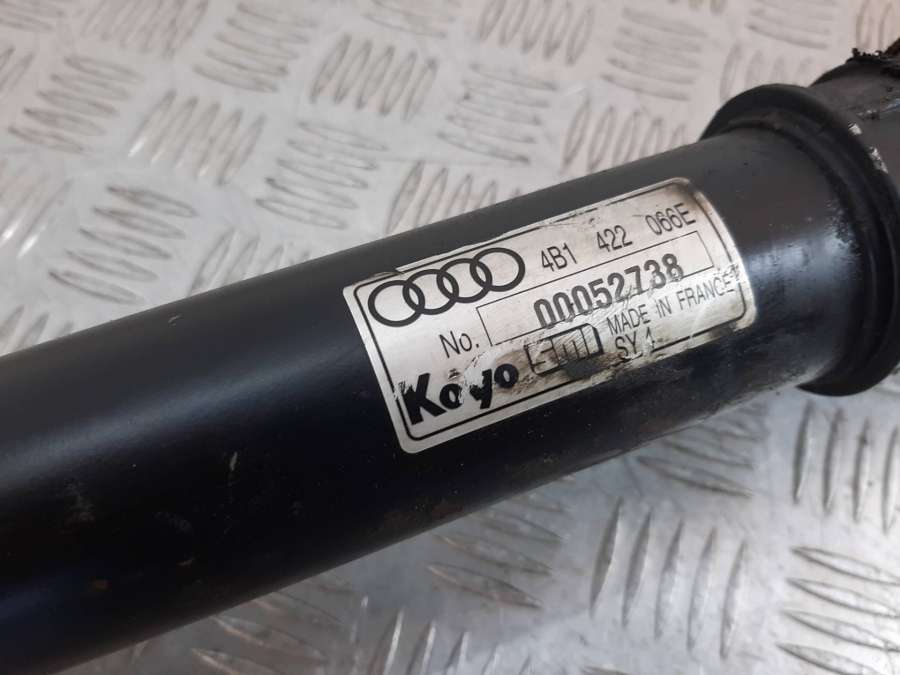 4B1 422 066E
No. 00052738
MADE IN FRANCE
Koyo SY 1